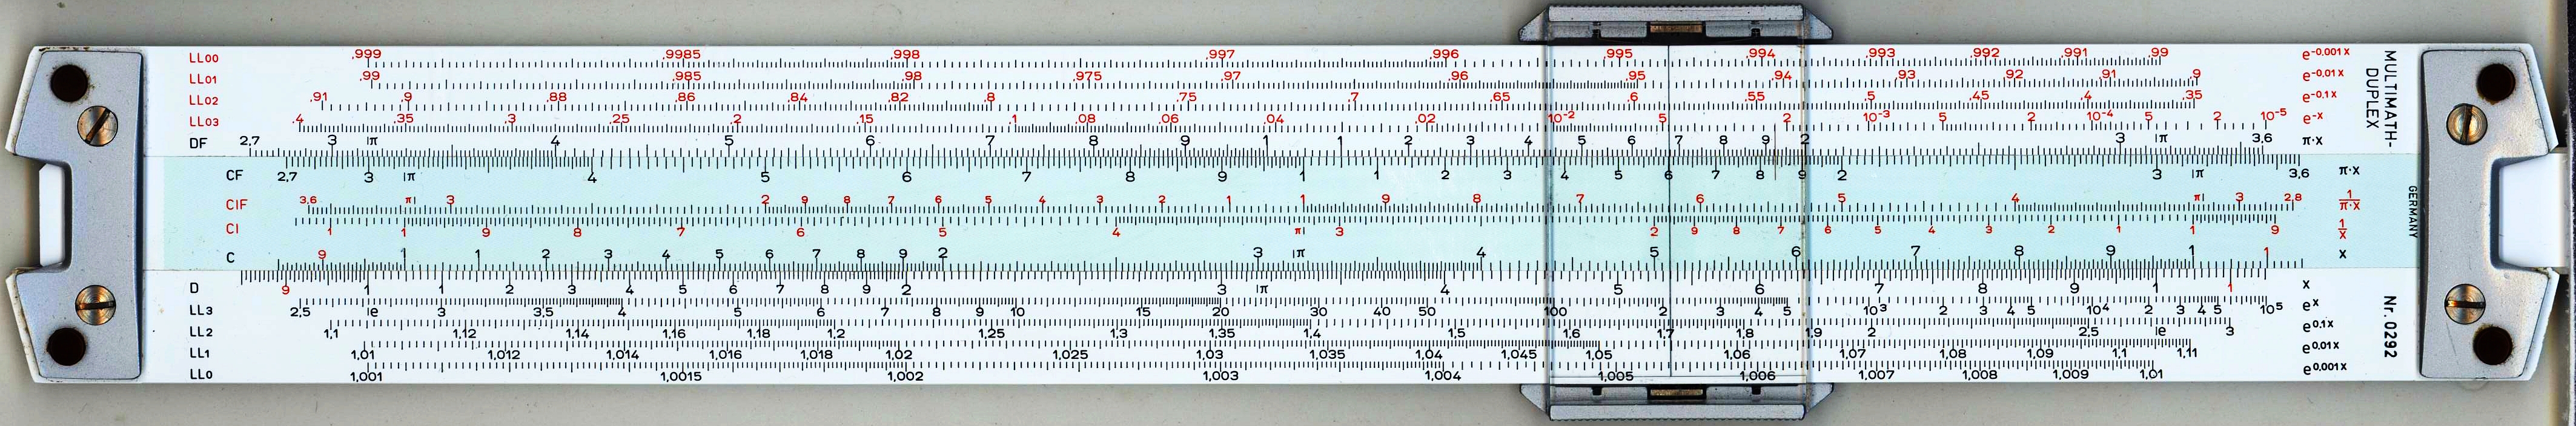 LL00 .999 .9985 .998 .997 .996 .995 .994 .993 .992 .991 .99 e-0.001x
LL01 .99 .985 .98 .975 .97 .96 .95 .94 .93 .92 .91 .9 e-0.01x
LL02 .91 .9 .88 .86 .84 .82 .8 .75 .7 .65 .6 .55 .5 .45 .4 .35 e-0.1x
LL03 .4 .35 .3 .25 .2 .15 .1 .08 .06 .04 .02 10-2 5 2 10-3 5 2 10-4 5 2 10-5 e-x
DF 2,7 3 π 4 5 6 7 8 9 1 1 2 3 4 5 6 7 8 9 2 3 π 3,6 π·x
CF 2,7 3 π 4 5 6 7 8 9 1 1 2 3 4 5 6 7 8 9 2 3 π 3,6 π·x
CIF 3,6 π 3 2 9 8 7 6 5 4 3 2 1 1 9 8 7 6 5 4 π 3 2,8 1/π·x
CI 1 1 9 8 7 6 5 4 π 3 2 9 8 7 6 5 4 3 2 1 1 9 1/x
C 9 1 1 2 3 4 5 6 7 8 9 2 3 π 4 5 6 7 8 9 1 1 x
D 9 1 1 2 3 4 5 6 7 8 9 2 3 π 4 5 6 7 8 9 1 1 x
LL3 2,5 e 3 3,5 4 5 6 7 8 9 10 15 20 30 40 50 100 2 3 4 5 103 2 3 4 5 104 2 3 4 5 105 ex
LL2 1,1 1,12 1,14 1,16 1,18 1,2 1,25 1,3 1,35 1,4 1,5 1,6 1,7 1,8 1,9 2 2,5 e 3 e0,1x
LL1 1,01 1,012 1,014 1,016 1,018 1,02 1,025 1,03 1,035 1,04 1,045 1,05 1,06 1,07 1,08 1,09 1,1 1,11 e0,01x
LL0 1,001 1,0015 1,002 1,003 1,004 1,005 1,006 1,007 1,008 1,009 1,01 e0,001x
MULTIMATH-
DUPLEX
GERMANY
Nr. 0292